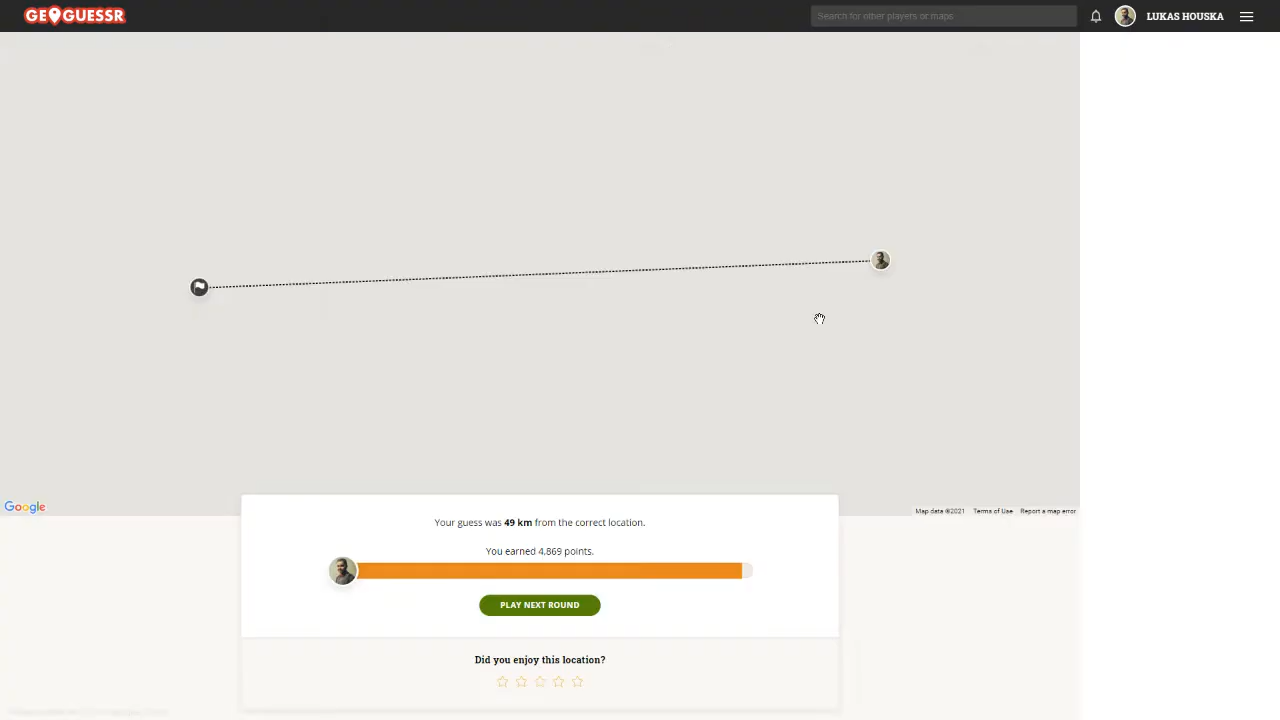 GEOGUESSR
Search for other players or maps
LUKAS HOUSKA
Google
Map data ©2021 Terms of Use Report a map error
Your guess was 49 km from the correct location.
You earned 4,869 points.
PLAY NEXT ROUND
Did you enjoy this location?